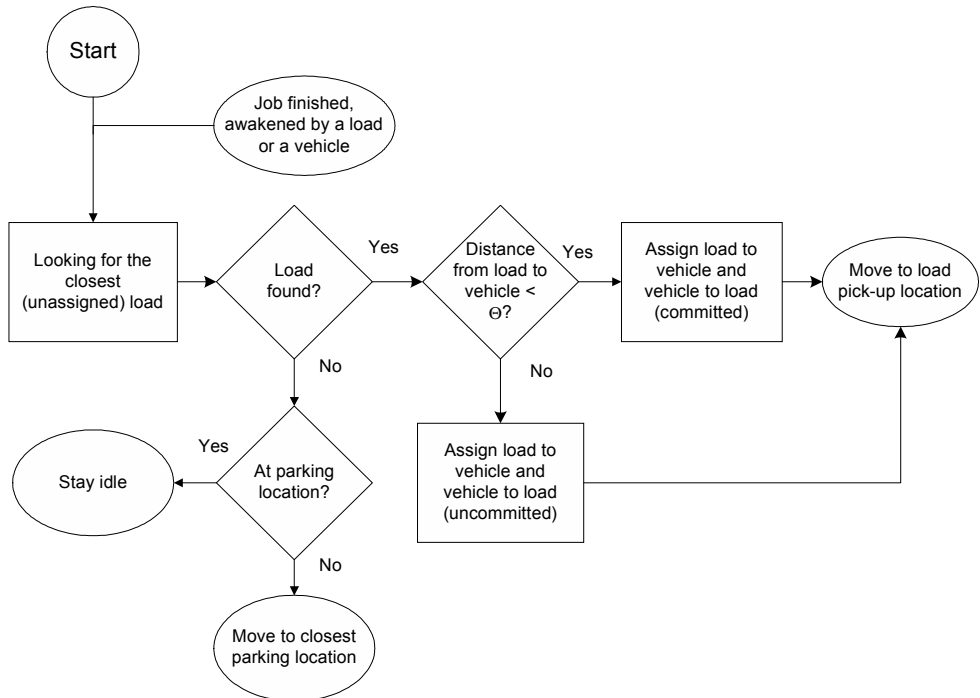 Start
Job finished,
awakened by a load
or a vehicle
Looking for the
closest
(unassigned) load
Load
found?
Yes
Distance
from load to
vehicle <
Θ?
Yes
Assign load to
vehicle and
vehicle to load
(committed)
Move to load
pick-up location
No
No
Assign load to
vehicle and
vehicle to load
(uncommitted)
At parking
location?
Yes
Stay idle
No
Move to closest
parking location